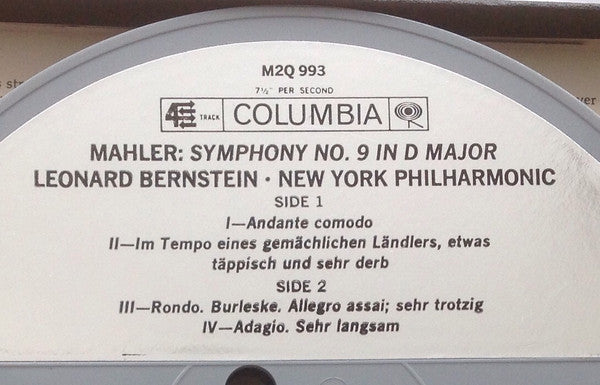 M2Q 993
7½" PER SECOND
4 TRACK COLUMBIA
MAHLER: SYMPHONY NO. 9 IN D MAJOR
LEONARD BERNSTEIN · NEW YORK PHILHARMONIC
SIDE 1
I—Andante comodo
II—Im Tempo eines gemächlichen Ländlers, etwas
täppisch und sehr derb
SIDE 2
III—Rondo. Burleske. Allegro assai; sehr trotzig
IV—Adagio. Sehr langsam